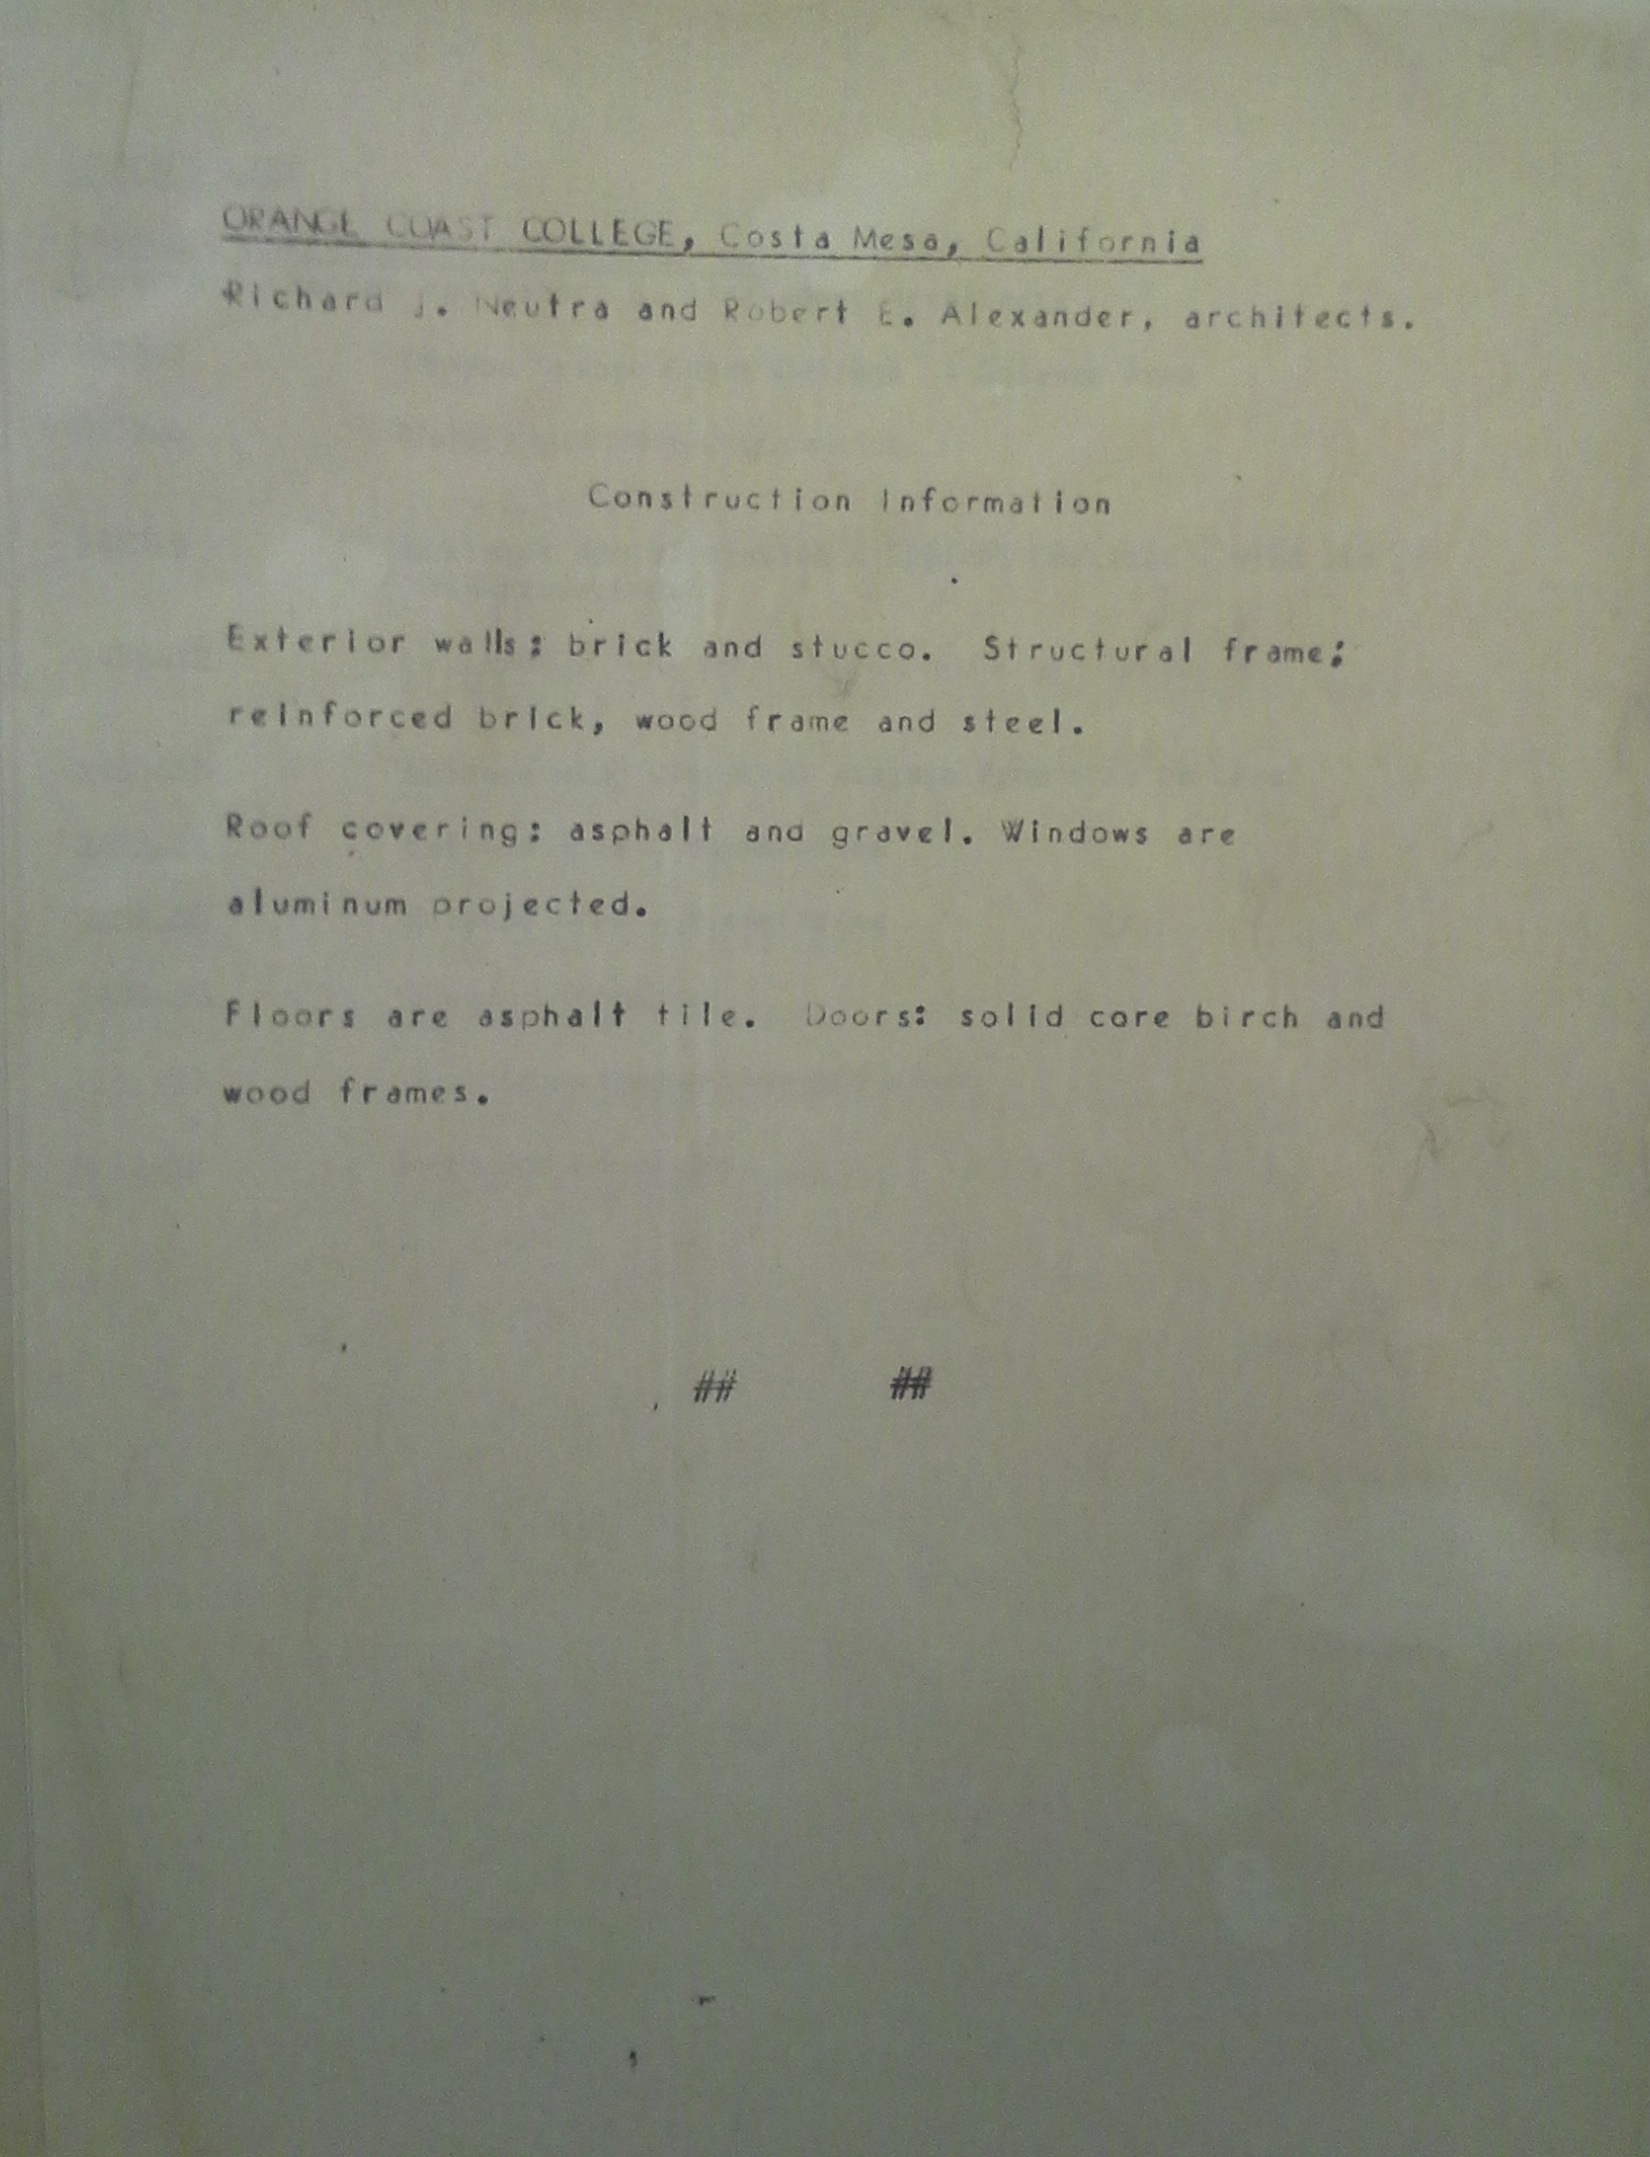 ORANGE COAST COLLEGE, Costa Mesa, California
Richard J. Neutra and Robert E. Alexander, architects.
Construction Information
Exterior walls: brick and stucco. Structural frame:
reinforced brick, wood frame and steel.
Roof covering: asphalt and gravel. Windows are
aluminum projected.
Floors are asphalt tile. Doors: solid core birch and
wood frames.
## ##